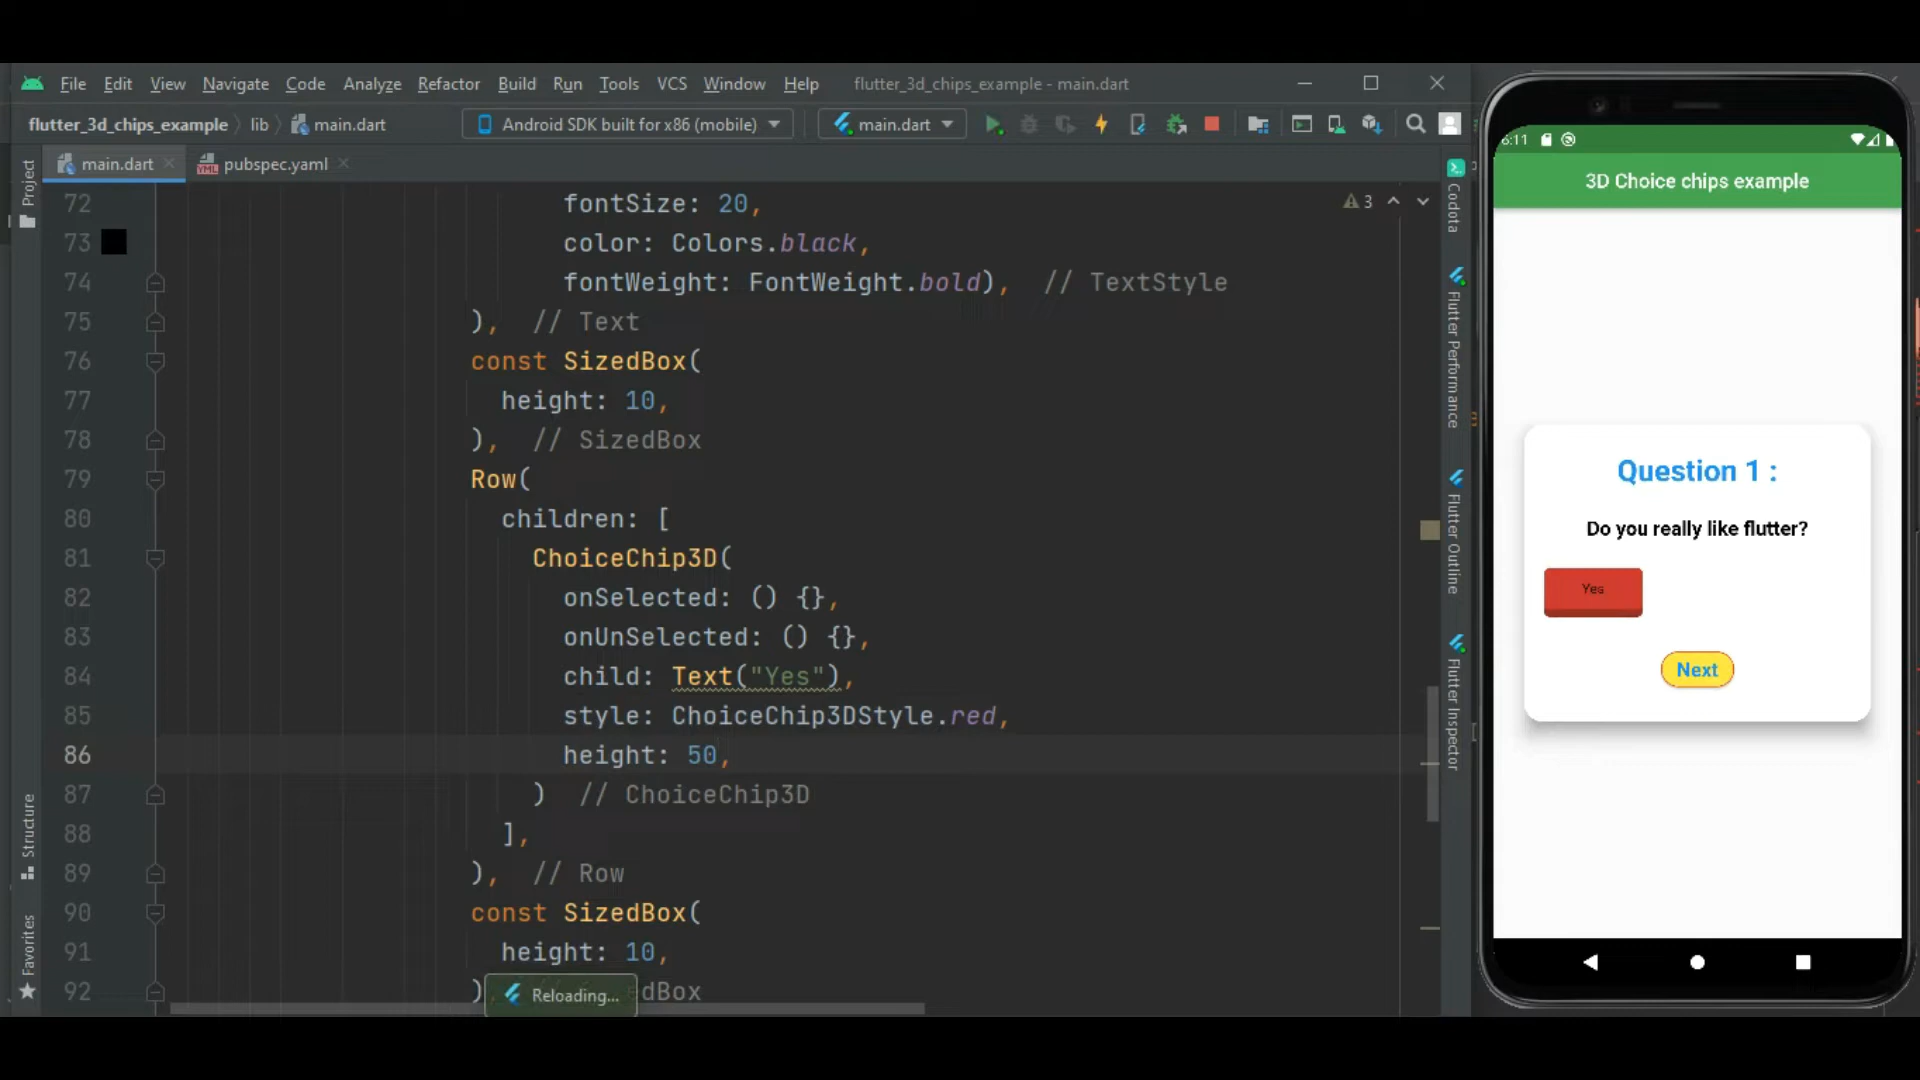 File Edit View Navigate Code Analyze Refactor Build Run Tools VCS Window Help flutter_3d_chips_example - main.dart
flutter_3d_chips_example lib main.dart Android SDK built for x86 (mobile) main.dart
main.dart pubspec.yaml
Project
Structure
Favorites
72 fontSize: 20,
73 color: Colors.black,
74 fontWeight: FontWeight.bold), // TextStyle
75 ), // Text
76 const SizedBox(
77 height: 10,
78 ), // SizedBox
79 Row(
80 children: [
81 ChoiceChip3D(
82 onSelected: () {},
83 onUnSelected: () {},
84 child: Text("Yes"),
85 style: ChoiceChip3DStyle.red,
86 height: 50,
87 ) // ChoiceChip3D
88 ],
89 ), // Row
90 const SizedBox(
91 height: 10,
92 ) dBox
Reloading...
3
Codota
Flutter Performance
Flutter Outline
Flutter Inspector
6:11
3D Choice chips example
Question 1 :
Do you really like flutter?
Yes
Next